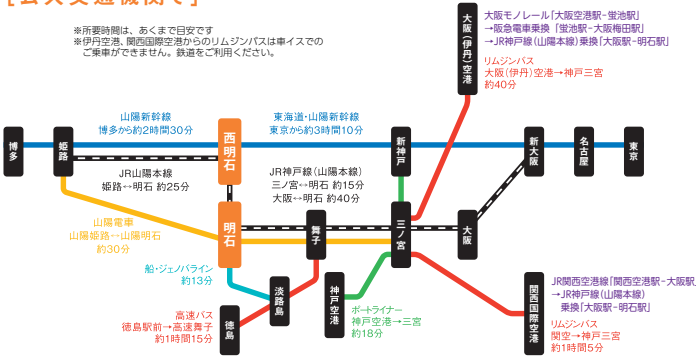 [公共交通機関で]
※所要時間は、あくまで目安です
※伊丹空港、関西国際空港からのリムジンバスは車イスでの
ご乗車ができません。鉄道をご利用ください。
大阪(伊丹)空港
大阪モノレール「大阪空港駅-蛍池駅」
→阪急電車乗換「蛍池駅-大阪梅田駅」
→JR神戸線(山陽本線)乗換「大阪駅-明石駅」
リムジンバス
大阪(伊丹)空港→神戸三宮
約40分
山陽新幹線
博多から約2時間30分
東海道・山陽新幹線
東京から約3時間10分
博多
姫路
西明石
新神戸
新大阪
名古屋
東京
JR山陽本線
姫路↔明石 約25分
JR神戸線(山陽本線)
三ノ宮↔明石 約15分
大阪↔明石 約40分
山陽電車
山陽姫路↔山陽明石
約30分
明石
舞子
三ノ宮
大阪
船・ジェノバライン
約13分
淡路島
神戸空港
徳島
高速バス
徳島駅前→高速舞子
約1時間15分
ポートライナー
神戸空港→三宮
約18分
関西国際空港
JR関西空港線「関西空港駅-大阪駅」
→JR神戸線(山陽本線)
乗換「大阪駅-明石駅」
リムジンバス
関空→神戸三宮
約1時間5分